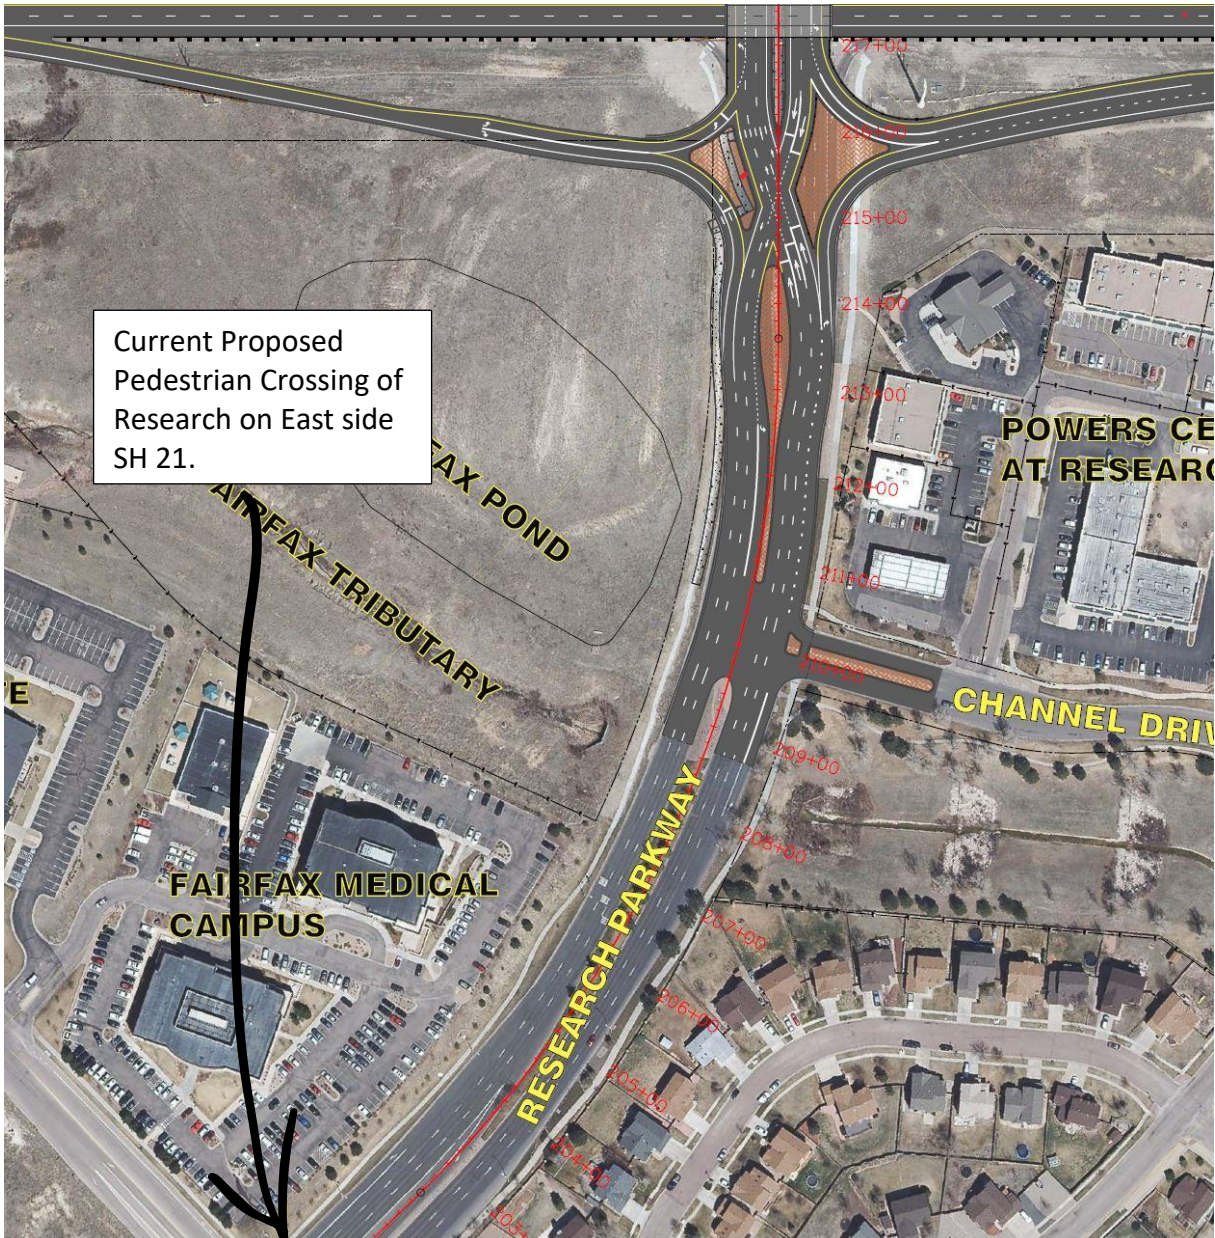 217+00
216+00
215+00
214+00
Current Proposed
Pedestrian Crossing of
Research on East side
SH 21.
213+00
POWERS CE
AT RESEARC
212+00
FAX POND
AIRFAX TRIBUTARY
211+00
210+00
E
CHANNEL DRIV
209+00
RESEARCH PARKWAY
208+00
FAIRFAX MEDICAL
CAMPUS
207+00
206+00
205+00
204+00
203+